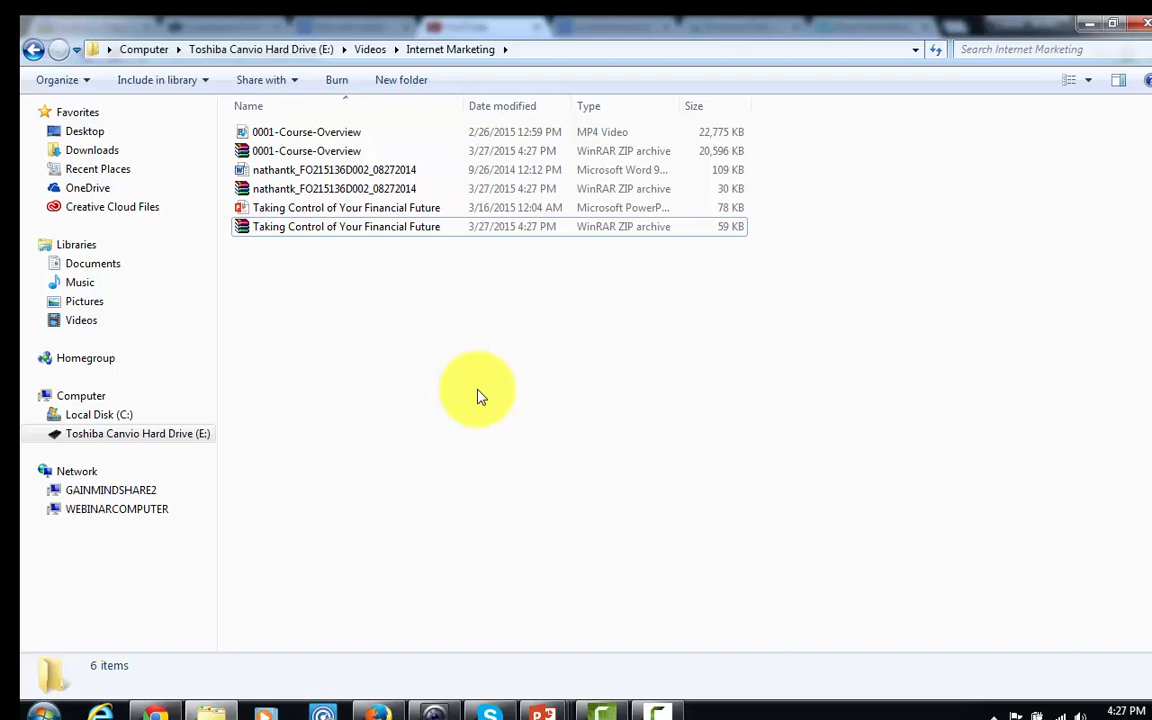 Computer Toshiba Canvio Hard Drive (E:) Videos Internet Marketing Search Internet Marketing
Organize Include in library Share with Burn New folder
Favorites
Desktop
Downloads
Recent Places
OneDrive
Creative Cloud Files
Libraries
Documents
Music
Pictures
Videos
Homegroup
Computer
Local Disk (C:)
Toshiba Canvio Hard Drive (E:)
Network
GAINMINDSHARE2
WEBINARCOMPUTER
Name Date modified Type Size
0001-Course-Overview 2/26/2015 12:59 PM MP4 Video 22,775 KB
0001-Course-Overview 3/27/2015 4:27 PM WinRAR ZIP archive 20,596 KB
nathantk_FO215136D002_08272014 9/26/2014 12:12 PM Microsoft Word 9... 109 KB
nathantk_FO215136D002_08272014 3/27/2015 4:27 PM WinRAR ZIP archive 30 KB
Taking Control of Your Financial Future 3/16/2015 12:04 AM Microsoft PowerP... 78 KB
Taking Control of Your Financial Future 3/27/2015 4:27 PM WinRAR ZIP archive 59 KB
6 items
4:27 PM